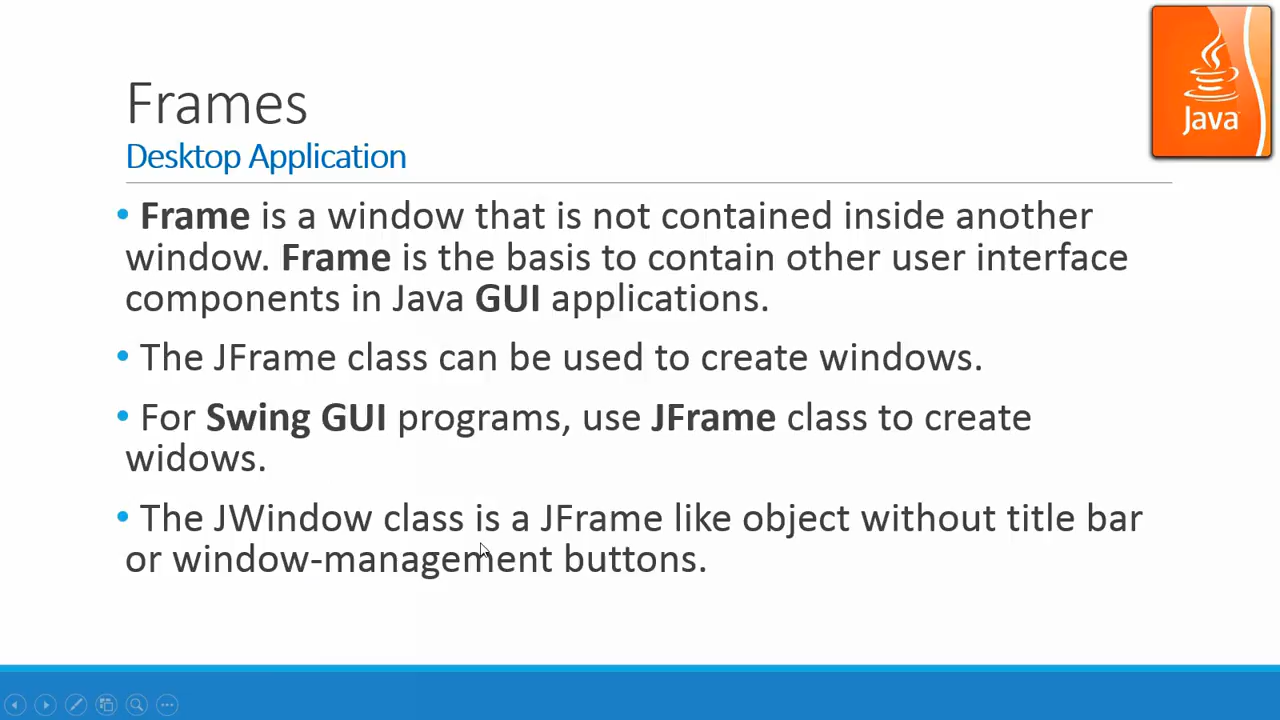 Java
Frames
Desktop Application
• Frame is a window that is not contained inside another
window. Frame is the basis to contain other user interface
components in Java GUI applications.
• The JFrame class can be used to create windows.
• For Swing GUI programs, use JFrame class to create
widows.
• The JWindow class is a JFrame like object without title bar
or window-management buttons.